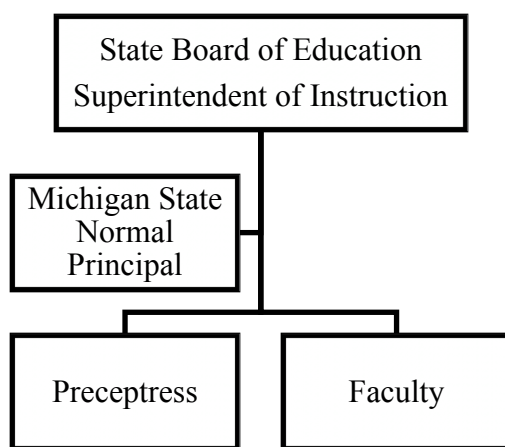 State Board of Education
Superintendent of Instruction
Michigan State
Normal
Principal
Preceptress
Faculty